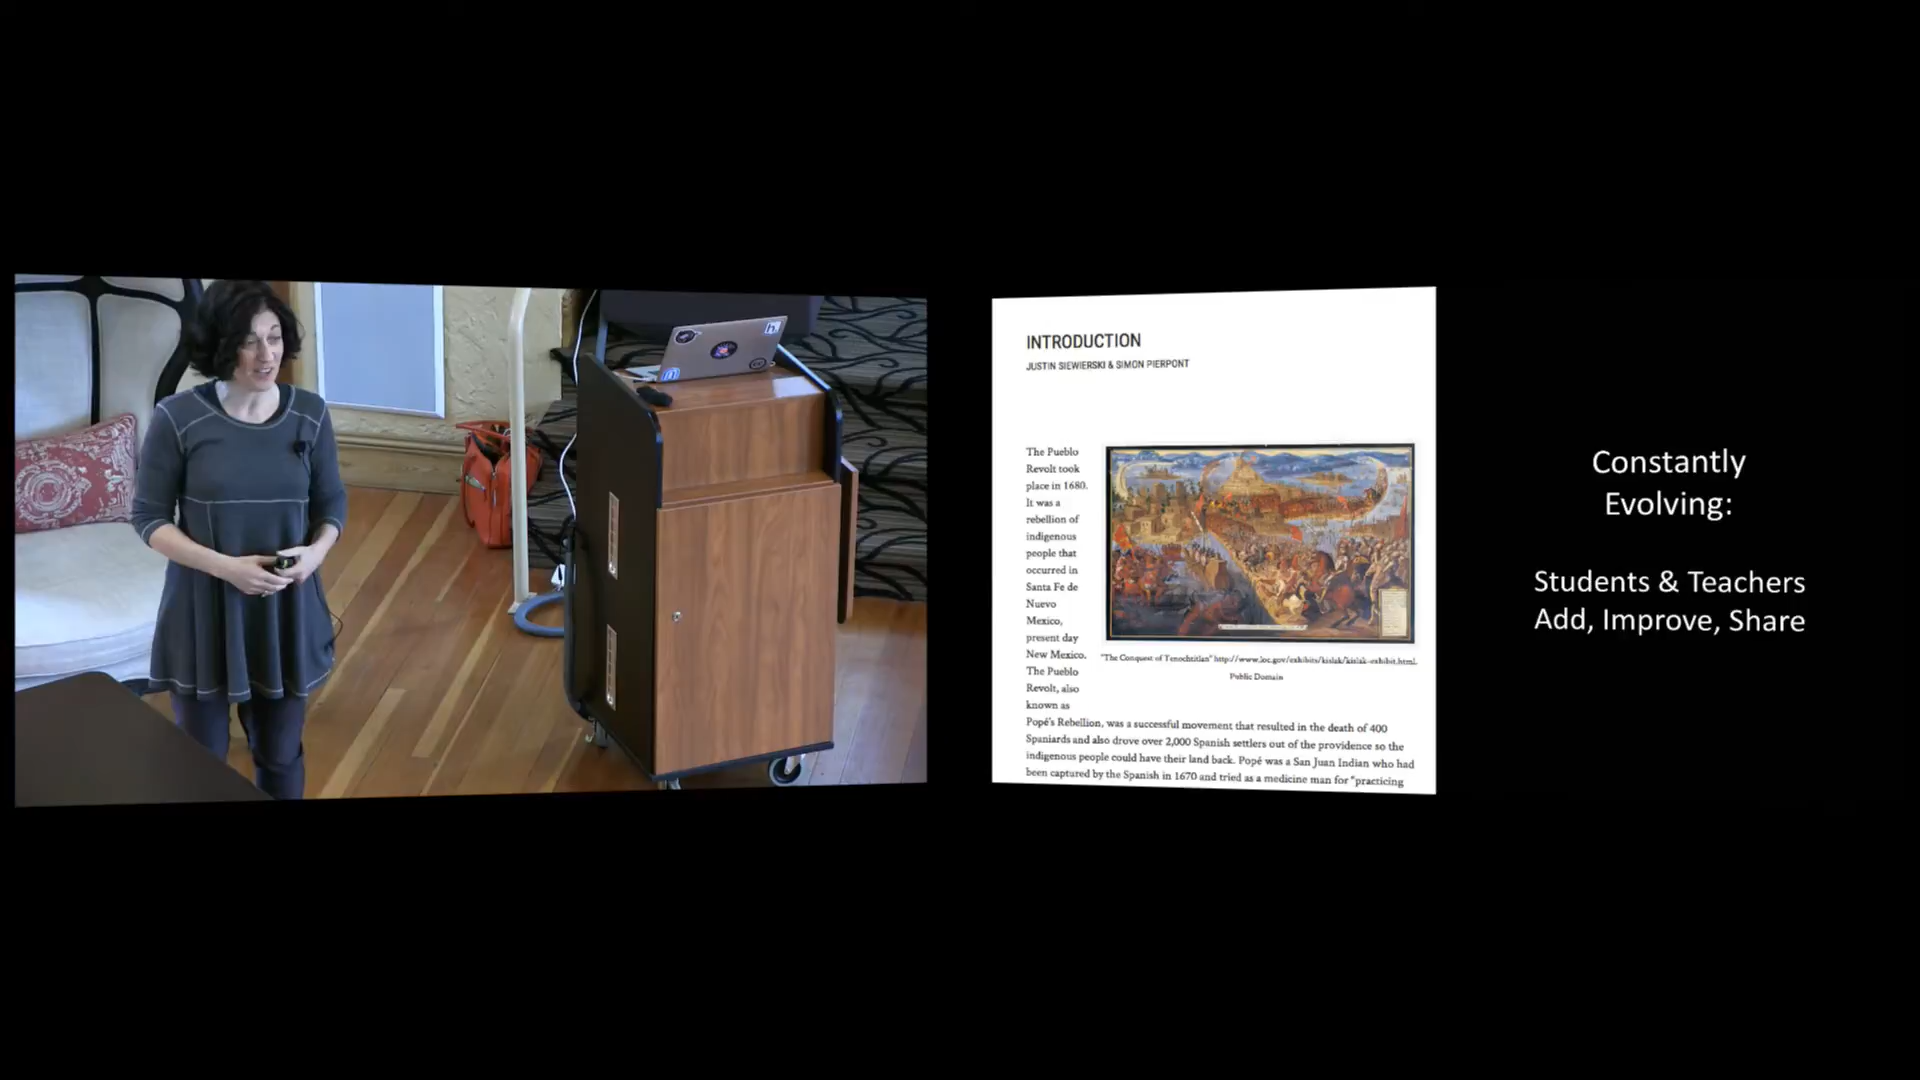 INTRODUCTION
JUSTIN SIEWIERSKI & SIMON PIERPONT
The Pueblo
Revolt took
place in 1680.
It was a
rebellion of
indigenous
people that
occurred in
Santa Fe de
Nuevo
Mexico,
present day
New Mexico.
The Pueblo
Revolt, also
known as
"The Conquest of Tenochtitlan" http://www.loc.gov/exhibits/kislak/kislak-exhibit.html.
Public Domain
Popé's Rebellion, was a successful movement that resulted in the death of 400
Spaniards and also drove over 2,000 Spanish settlers out of the providence so the
indigenous people could have their land back. Popé was a San Juan Indian who had
been captured by the Spanish in 1670 and tried as a medicine man for "practicing
Constantly
Evolving:
Students & Teachers
Add, Improve, Share